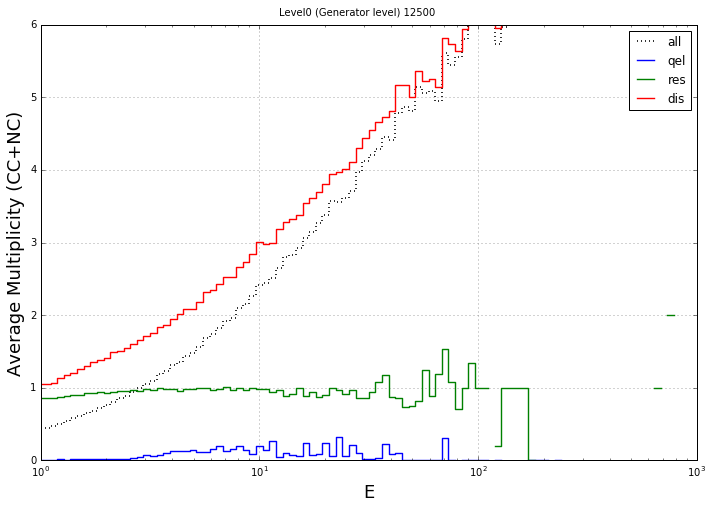 Level0 (Generator level) 12500
Average Multiplicity (CC+NC)
6
5
4
3
2
1
0
all
qel
res
dis
10^0
10^1
10^2
10^3
E